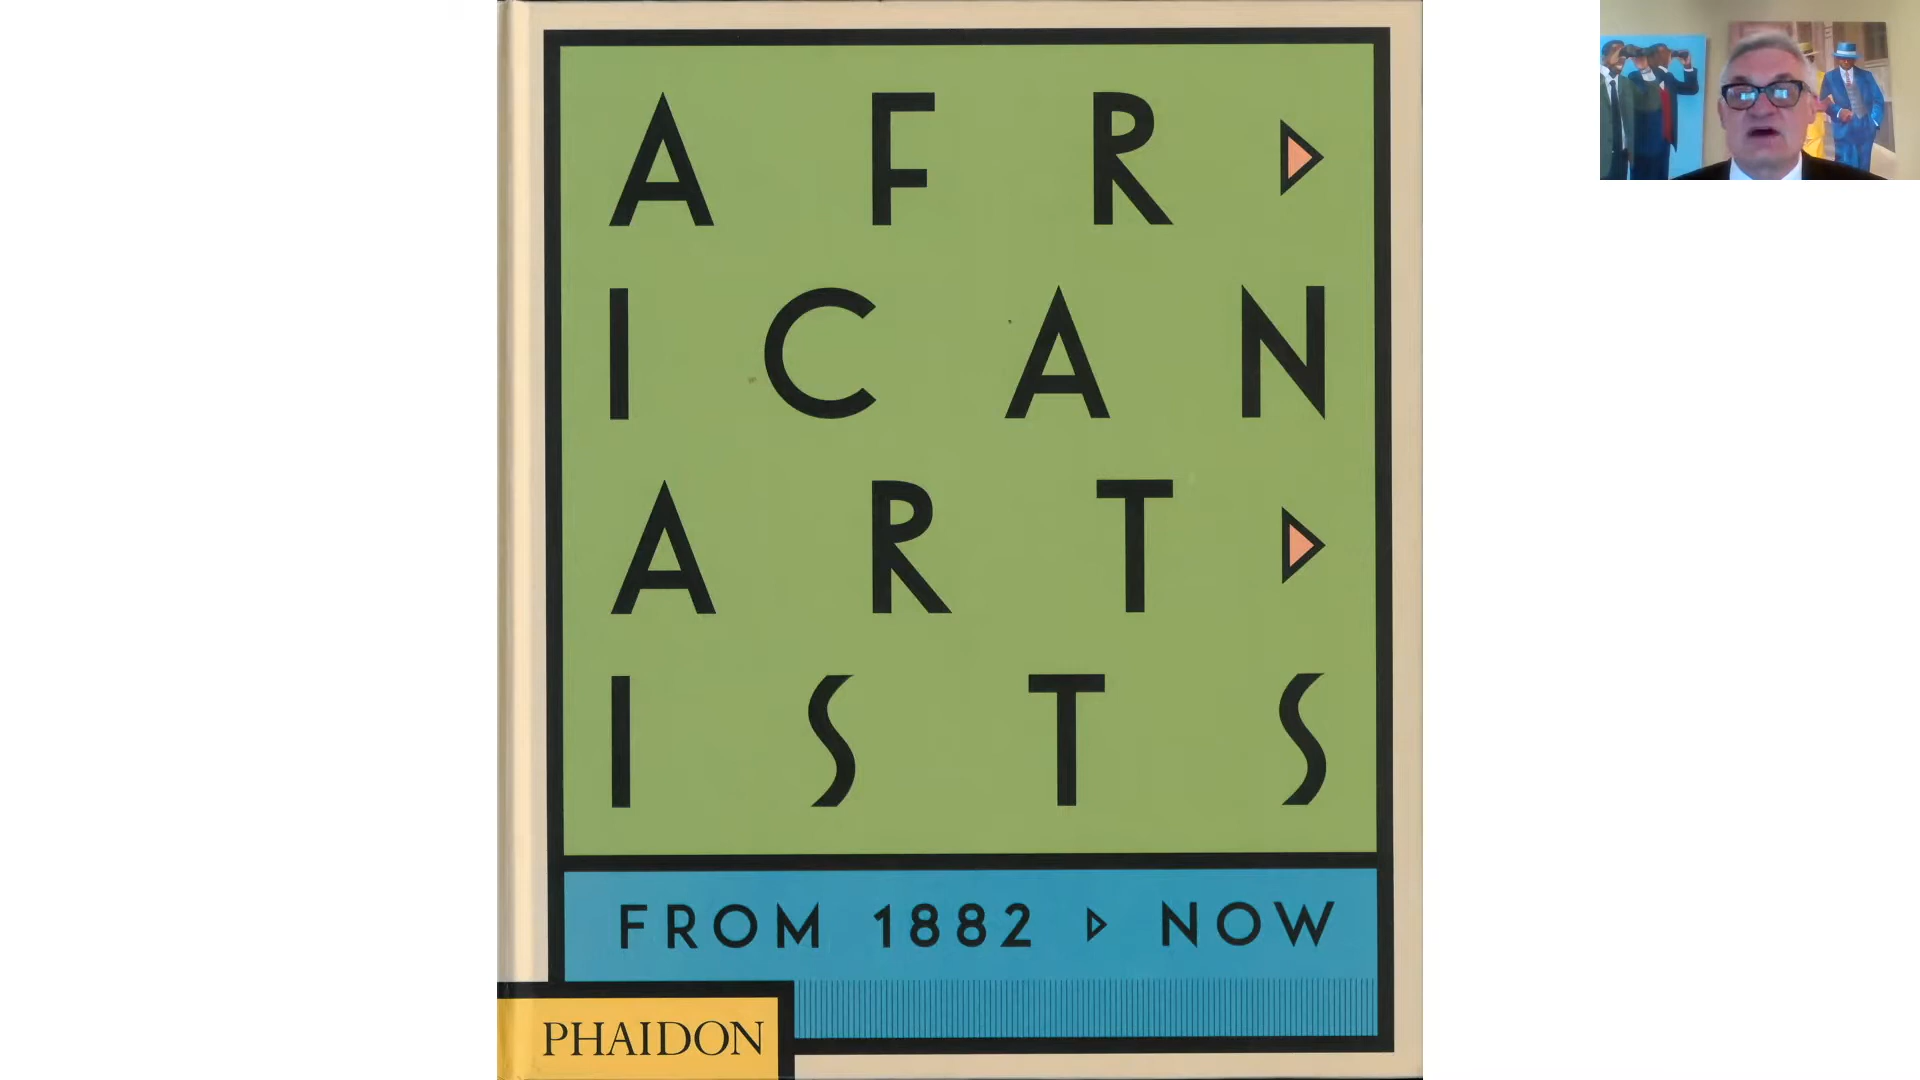 AFR
ICAN
ART
ISTS
FROM 1882 ▷ NOW
PHAIDON